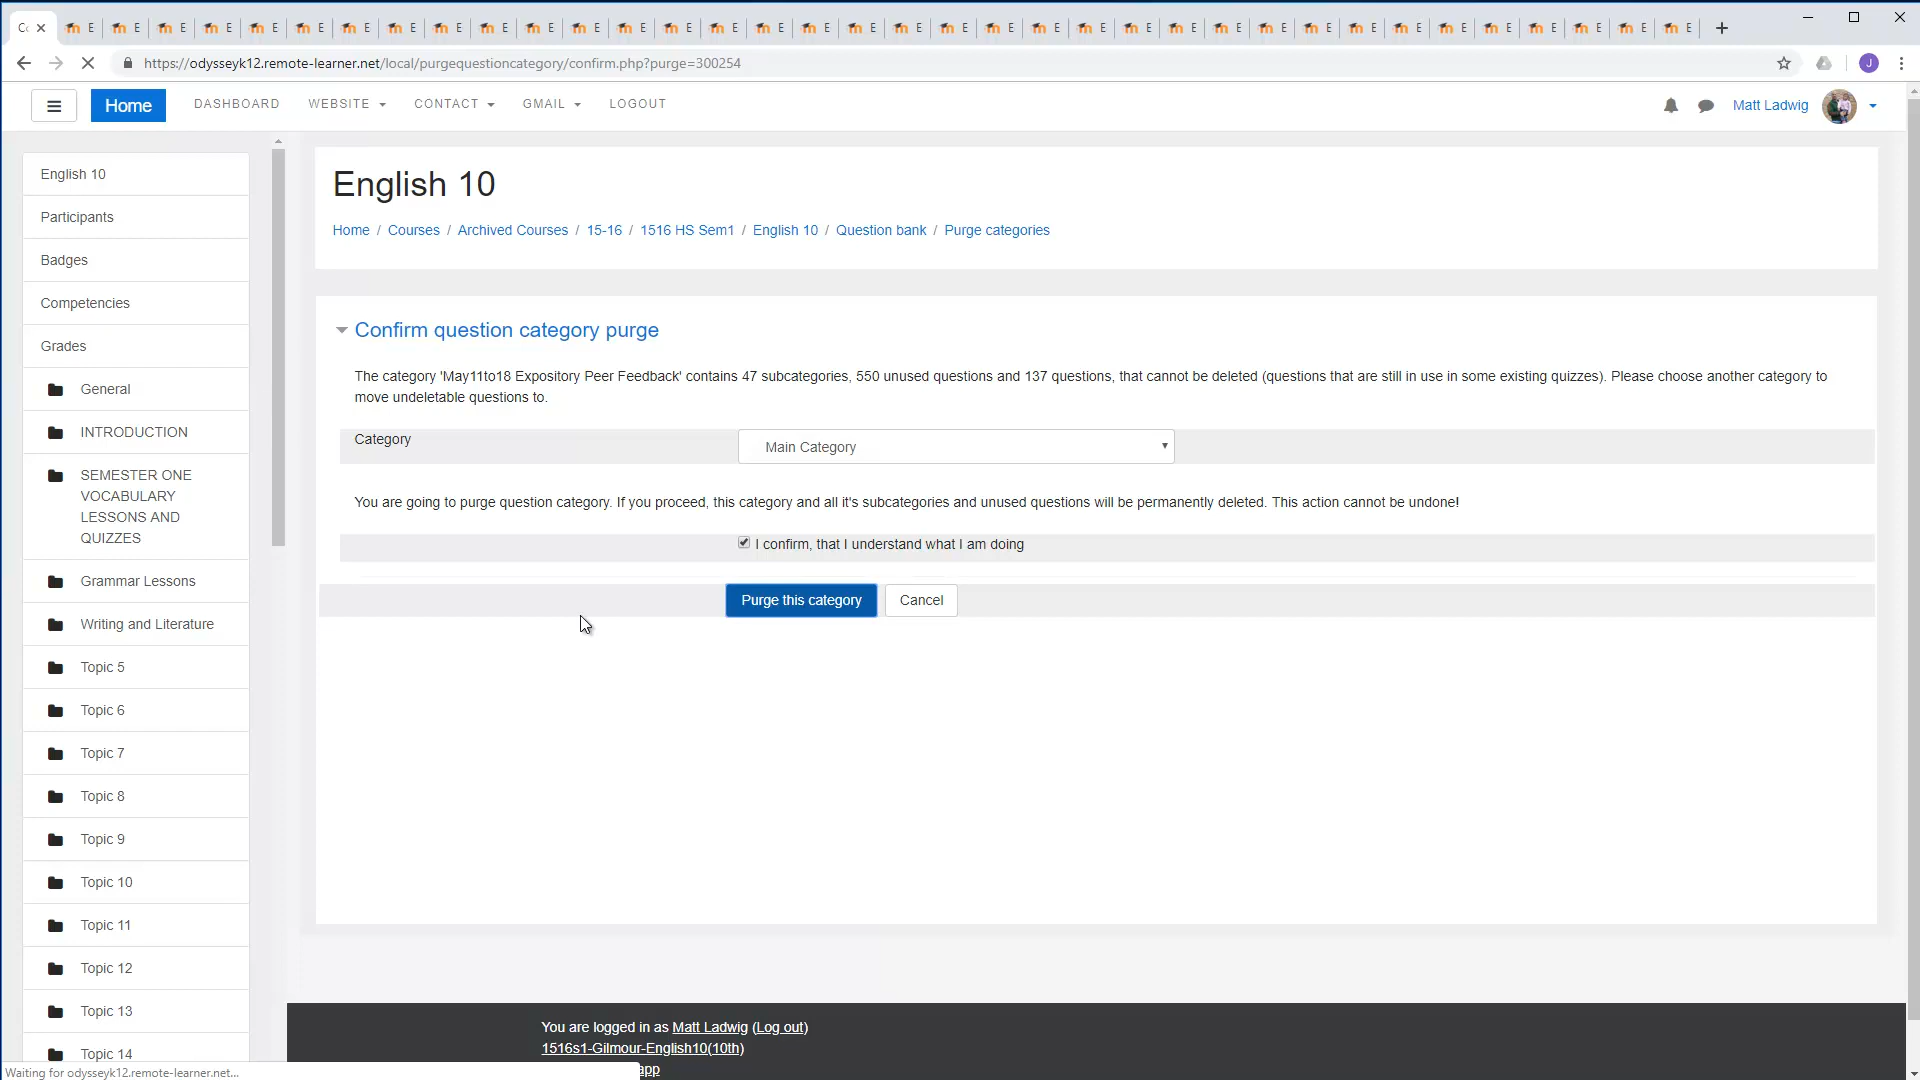 C
E E E E E E E E E E E E E E E E E E E E E E E E E E E E E E E E E E E E
https://odysseyk12.remote-learner.net/local/purgequestioncategory/confirm.php?purge=300254
J
Home DASHBOARD WEBSITE CONTACT GMAIL LOGOUT
Matt Ladwig
English 10
Participants
Badges
Competencies
Grades
General
INTRODUCTION
SEMESTER ONE
VOCABULARY
LESSONS AND
QUIZZES
Grammar Lessons
Writing and Literature
Topic 5
Topic 6
Topic 7
Topic 8
Topic 9
Topic 10
Topic 11
Topic 12
Topic 13
Topic 14
English 10
Home / Courses / Archived Courses / 15-16 / 1516 HS Sem1 / English 10 / Question bank / Purge categories
Confirm question category purge
The category 'May11to18 Expository Peer Feedback' contains 47 subcategories, 550 unused questions and 137 questions, that cannot be deleted (questions that are still in use in some existing quizzes). Please choose another category to
move undeletable questions to.
Category
Main Category
You are going to purge question category. If you proceed, this category and all it's subcategories and unused questions will be permanently deleted. This action cannot be undone!
I confirm, that I understand what I am doing
Purge this category Cancel
You are logged in as Matt Ladwig (Log out)
1516s1-Gilmour-English10(10th)
app
Waiting for odysseyk12.remote-learner.net...